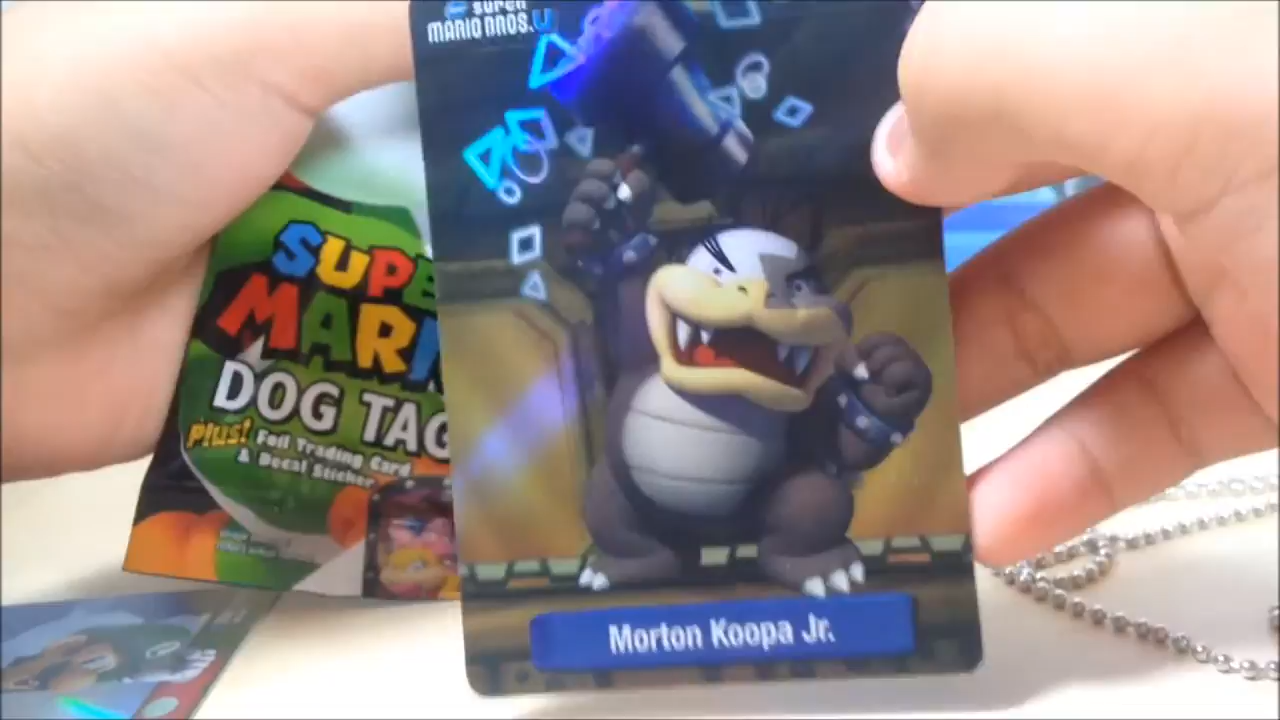 SUPER
MARIO BROS.U
SUPE
MARI
DOG TAG
Plus! Foil Trading Card
& Decal Sticker
Morton Koopa Jr.